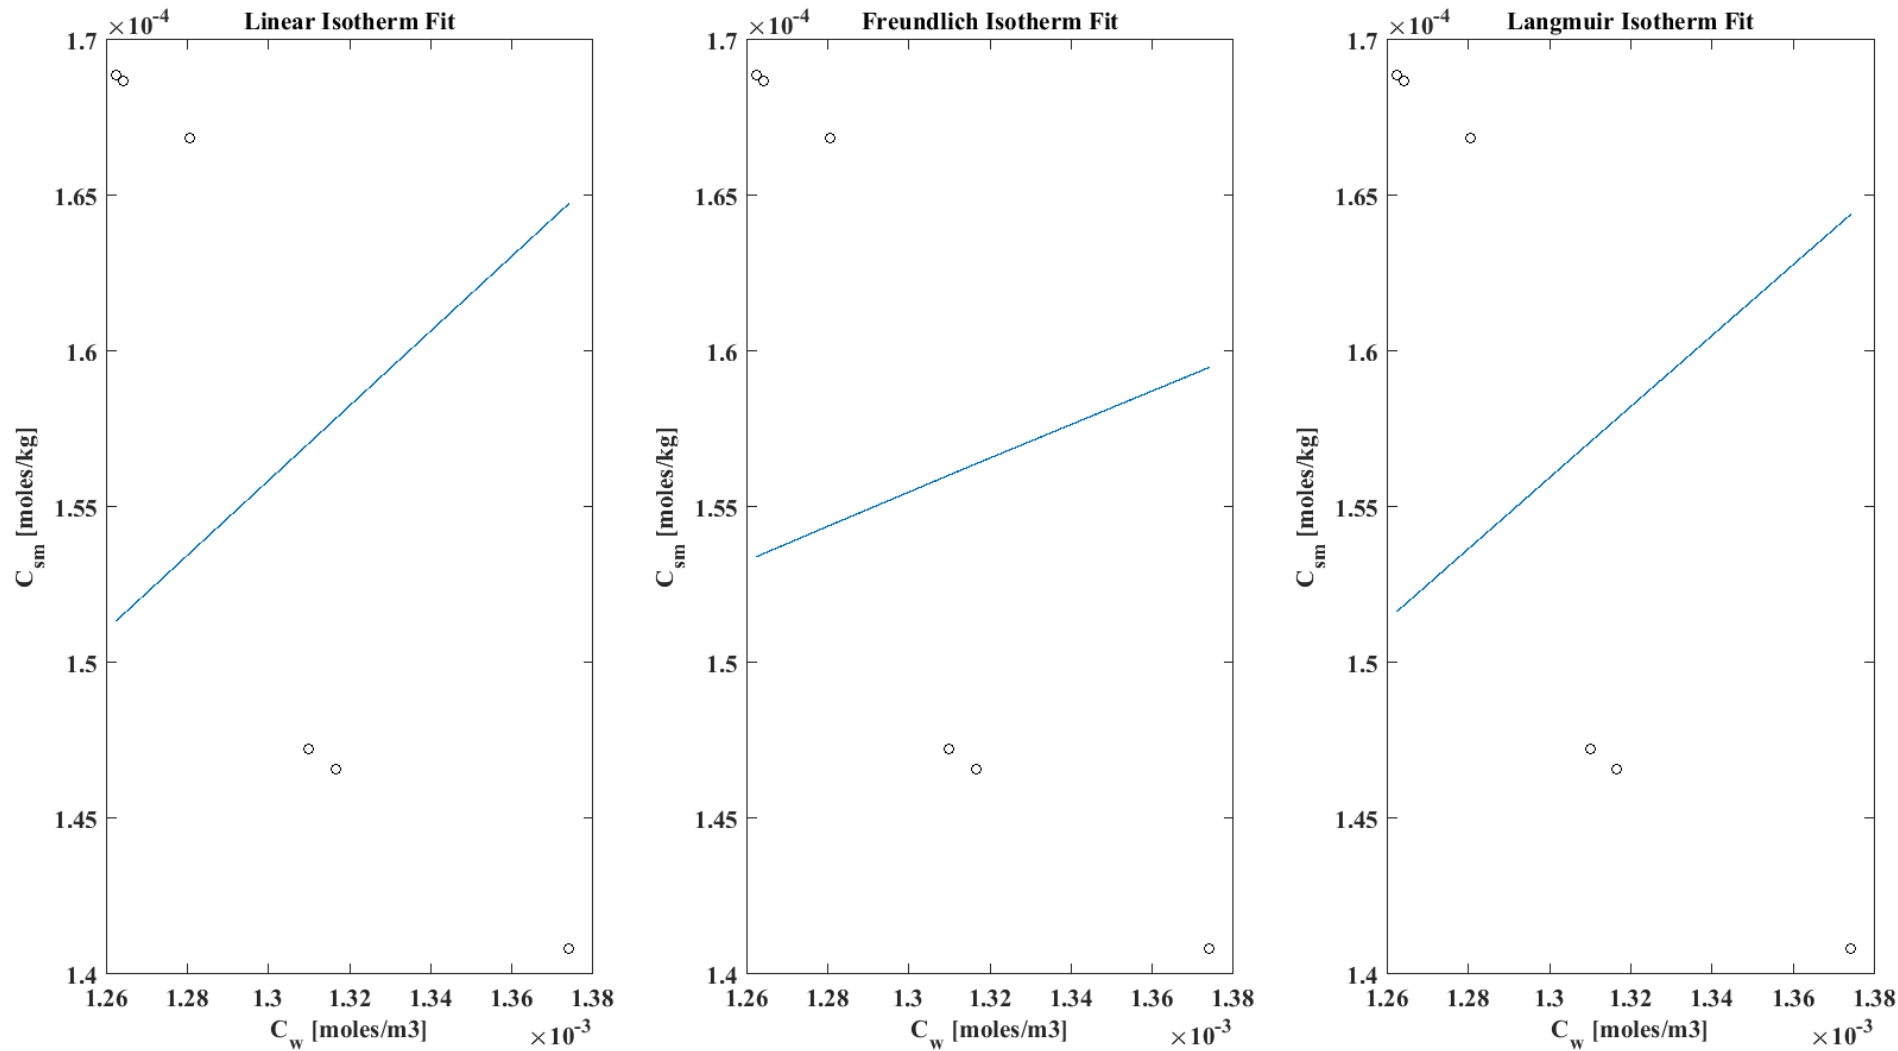 Linear Isotherm Fit
×10-4
1.7
1.65
1.6
1.55
1.5
1.45
1.4
Csm [moles/kg]
1.26 1.28 1.3 1.32 1.34 1.36 1.38
Cw [moles/m3]
×10-3
Freundlich Isotherm Fit
×10-4
1.7
1.65
1.6
1.55
1.5
1.45
1.4
Csm [moles/kg]
1.26 1.28 1.3 1.32 1.34 1.36 1.38
Cw [moles/m3]
×10-3
Langmuir Isotherm Fit
×10-4
1.7
1.65
1.6
1.55
1.5
1.45
1.4
Csm [moles/kg]
1.26 1.28 1.3 1.32 1.34 1.36 1.38
Cw [moles/m3]
×10-3